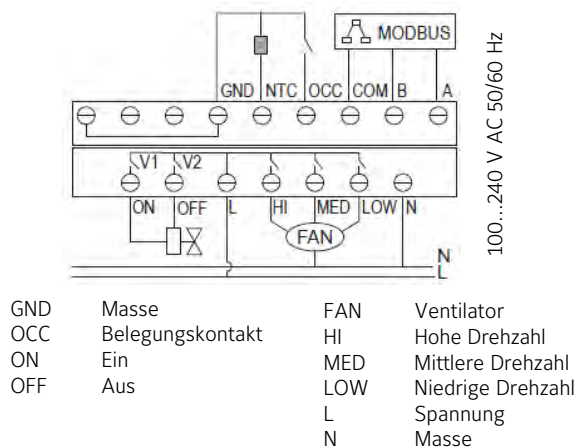 MODBUS
GND NTC OCC COM B A
100...240 V AC 50/60 Hz
V1 V2
ON OFF L HI MED LOW N
FAN
N
L
GND Masse
OCC Belegungskontakt
ON Ein
OFF Aus
FAN Ventilator
HI Hohe Drehzahl
MED Mittlere Drehzahl
LOW Niedrige Drehzahl
L Spannung
N Masse